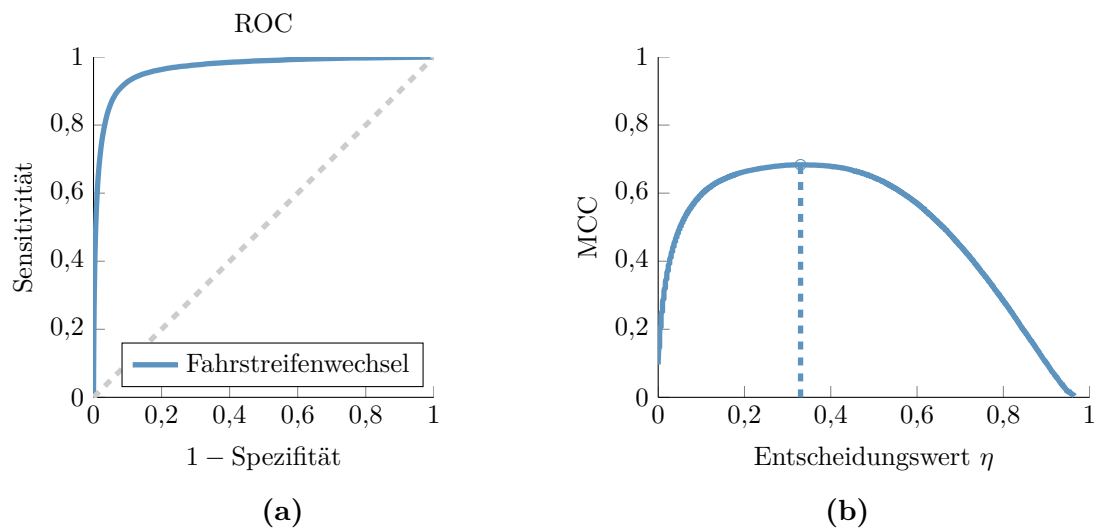 ROC
1
0,8
0,6
0,4
0,2
0
Sensitivität
0 0,2 0,4 0,6 0,8 1
1 − Spezifität
Fahrstreifenwechsel
(a)
1
0,8
0,6
0,4
0,2
0
MCC
0 0,2 0,4 0,6 0,8 1
Entscheidungswert η
(b)